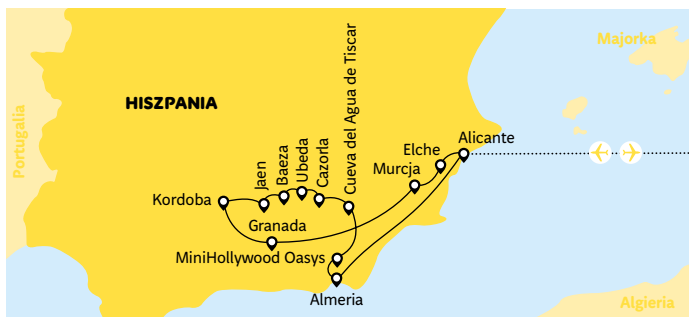 Majorka
Portugalia
HISZPANIA
Cueva del Agua de Tiscar
Jaen
Baeza
Ubeda
Cazorla
Alicante
Elche
Murcja
Kordoba
Granada
MiniHollywood Oasys
Almeria
Algieria